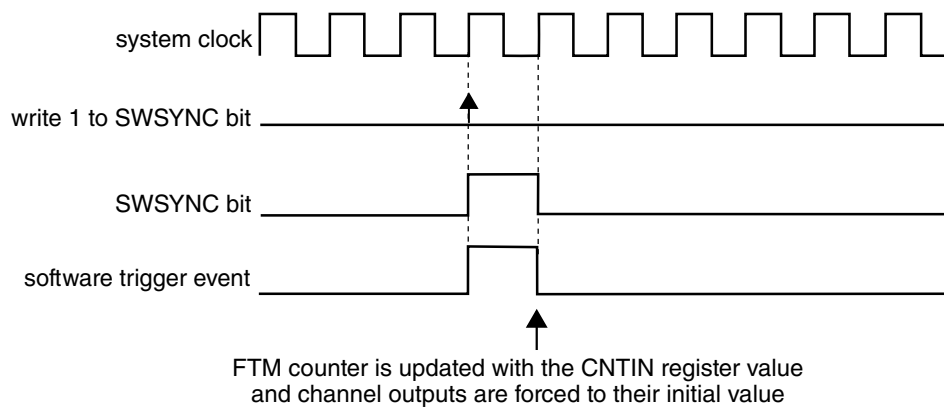 system clock
write 1 to SWSYNC bit
SWSYNC bit
software trigger event
FTM counter is updated with the CNTIN register value
and channel outputs are forced to their initial value